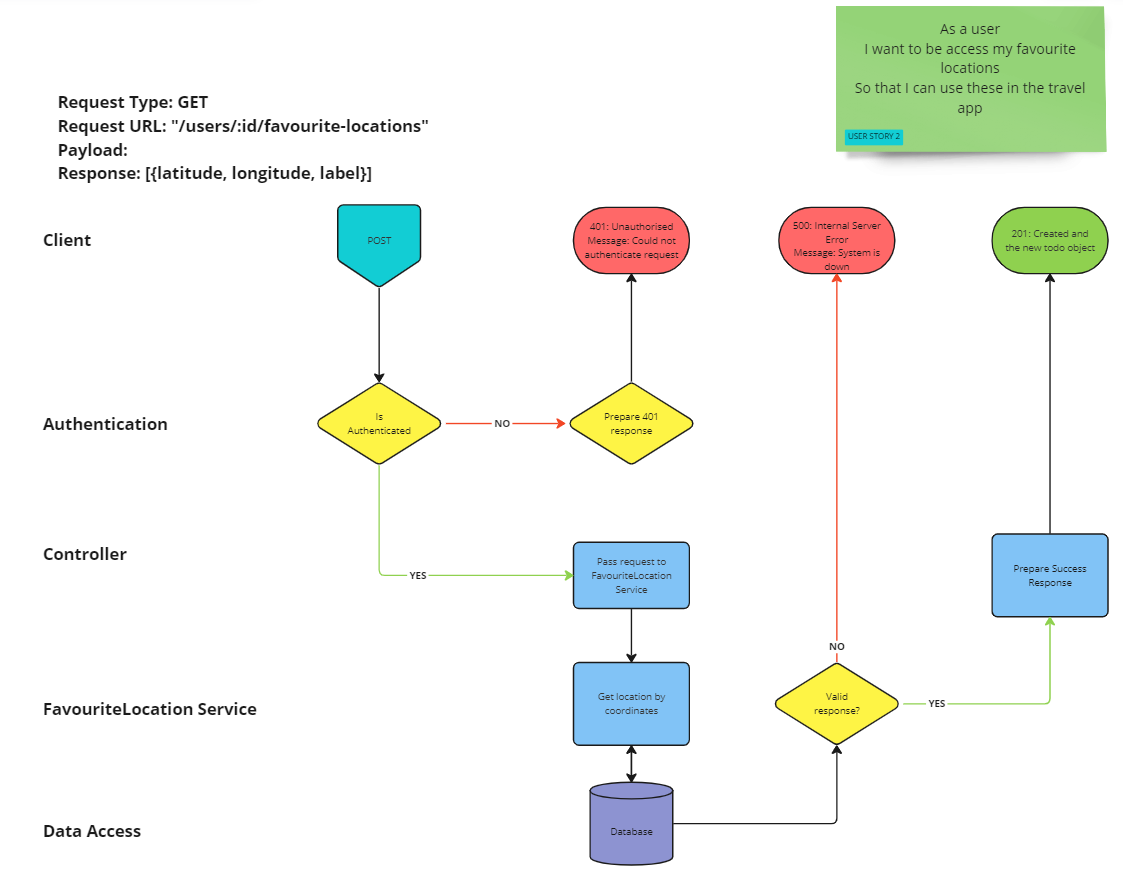 As a user
I want to be access my favourite
locations
So that I can use these in the travel
app
USER STORY 2
Request Type: GET
Request URL: "/users/:id/favourite-locations"
Payload:
Response: [{latitude, longitude, label}]
Client
POST
401: Unauthorised
Message: Could not
authenticate request
500: Internal Server
Error
Message: System is
down
201: Created and
the new todo object
Authentication
Is
Authenticated
NO
Prepare 401
response
Controller
YES
Pass request to
FavouriteLocation
Service
Prepare Success
Response
NO
FavouriteLocation Service
Get location by
coordinates
Valid
response?
YES
Data Access
Database